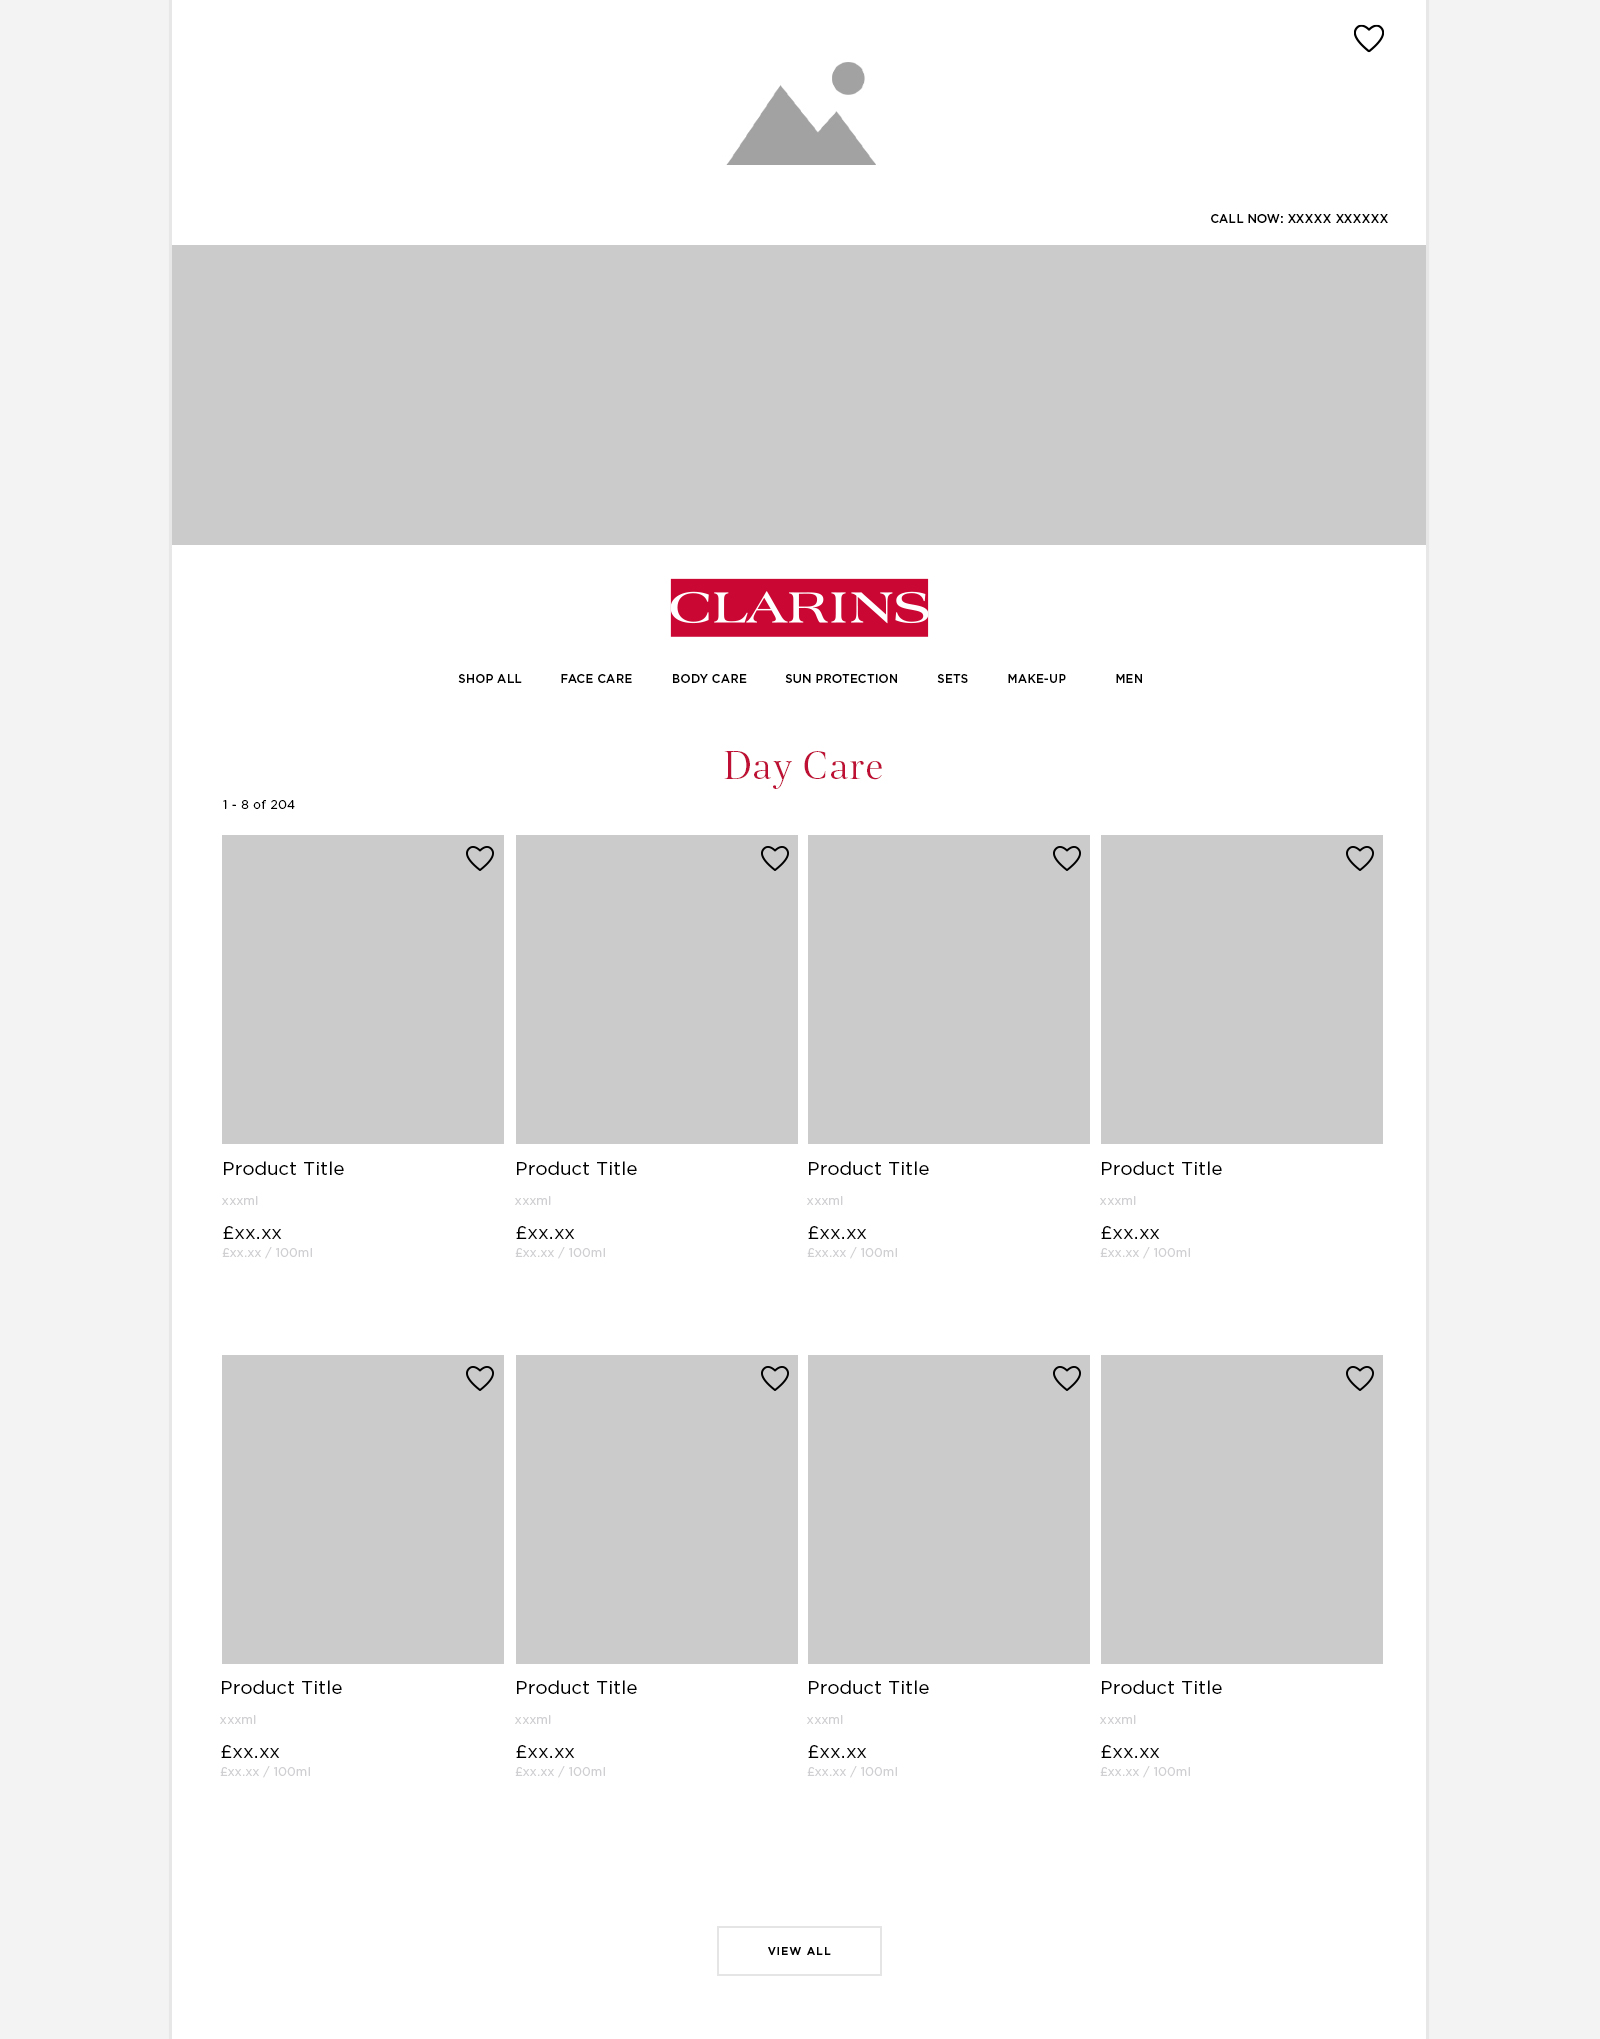 CALL NOW: XXXXX XXXXXX
CLARINS
SHOP ALL FACE CARE BODY CARE SUN PROTECTION SETS MAKE-UP MEN
Day Care
1 - 8 of 204
Product Title Product Title Product Title Product Title
xxxml xxxml xxxml xxxml
£xx.xx £xx.xx £xx.xx £xx.xx
£xx.xx / 100ml £xx.xx / 100ml £xx.xx / 100ml £xx.xx / 100ml
Product Title Product Title Product Title Product Title
xxxml xxxml xxxml xxxml
£xx.xx £xx.xx £xx.xx £xx.xx
£xx.xx / 100ml £xx.xx / 100ml £xx.xx / 100ml £xx.xx / 100ml
VIEW ALL